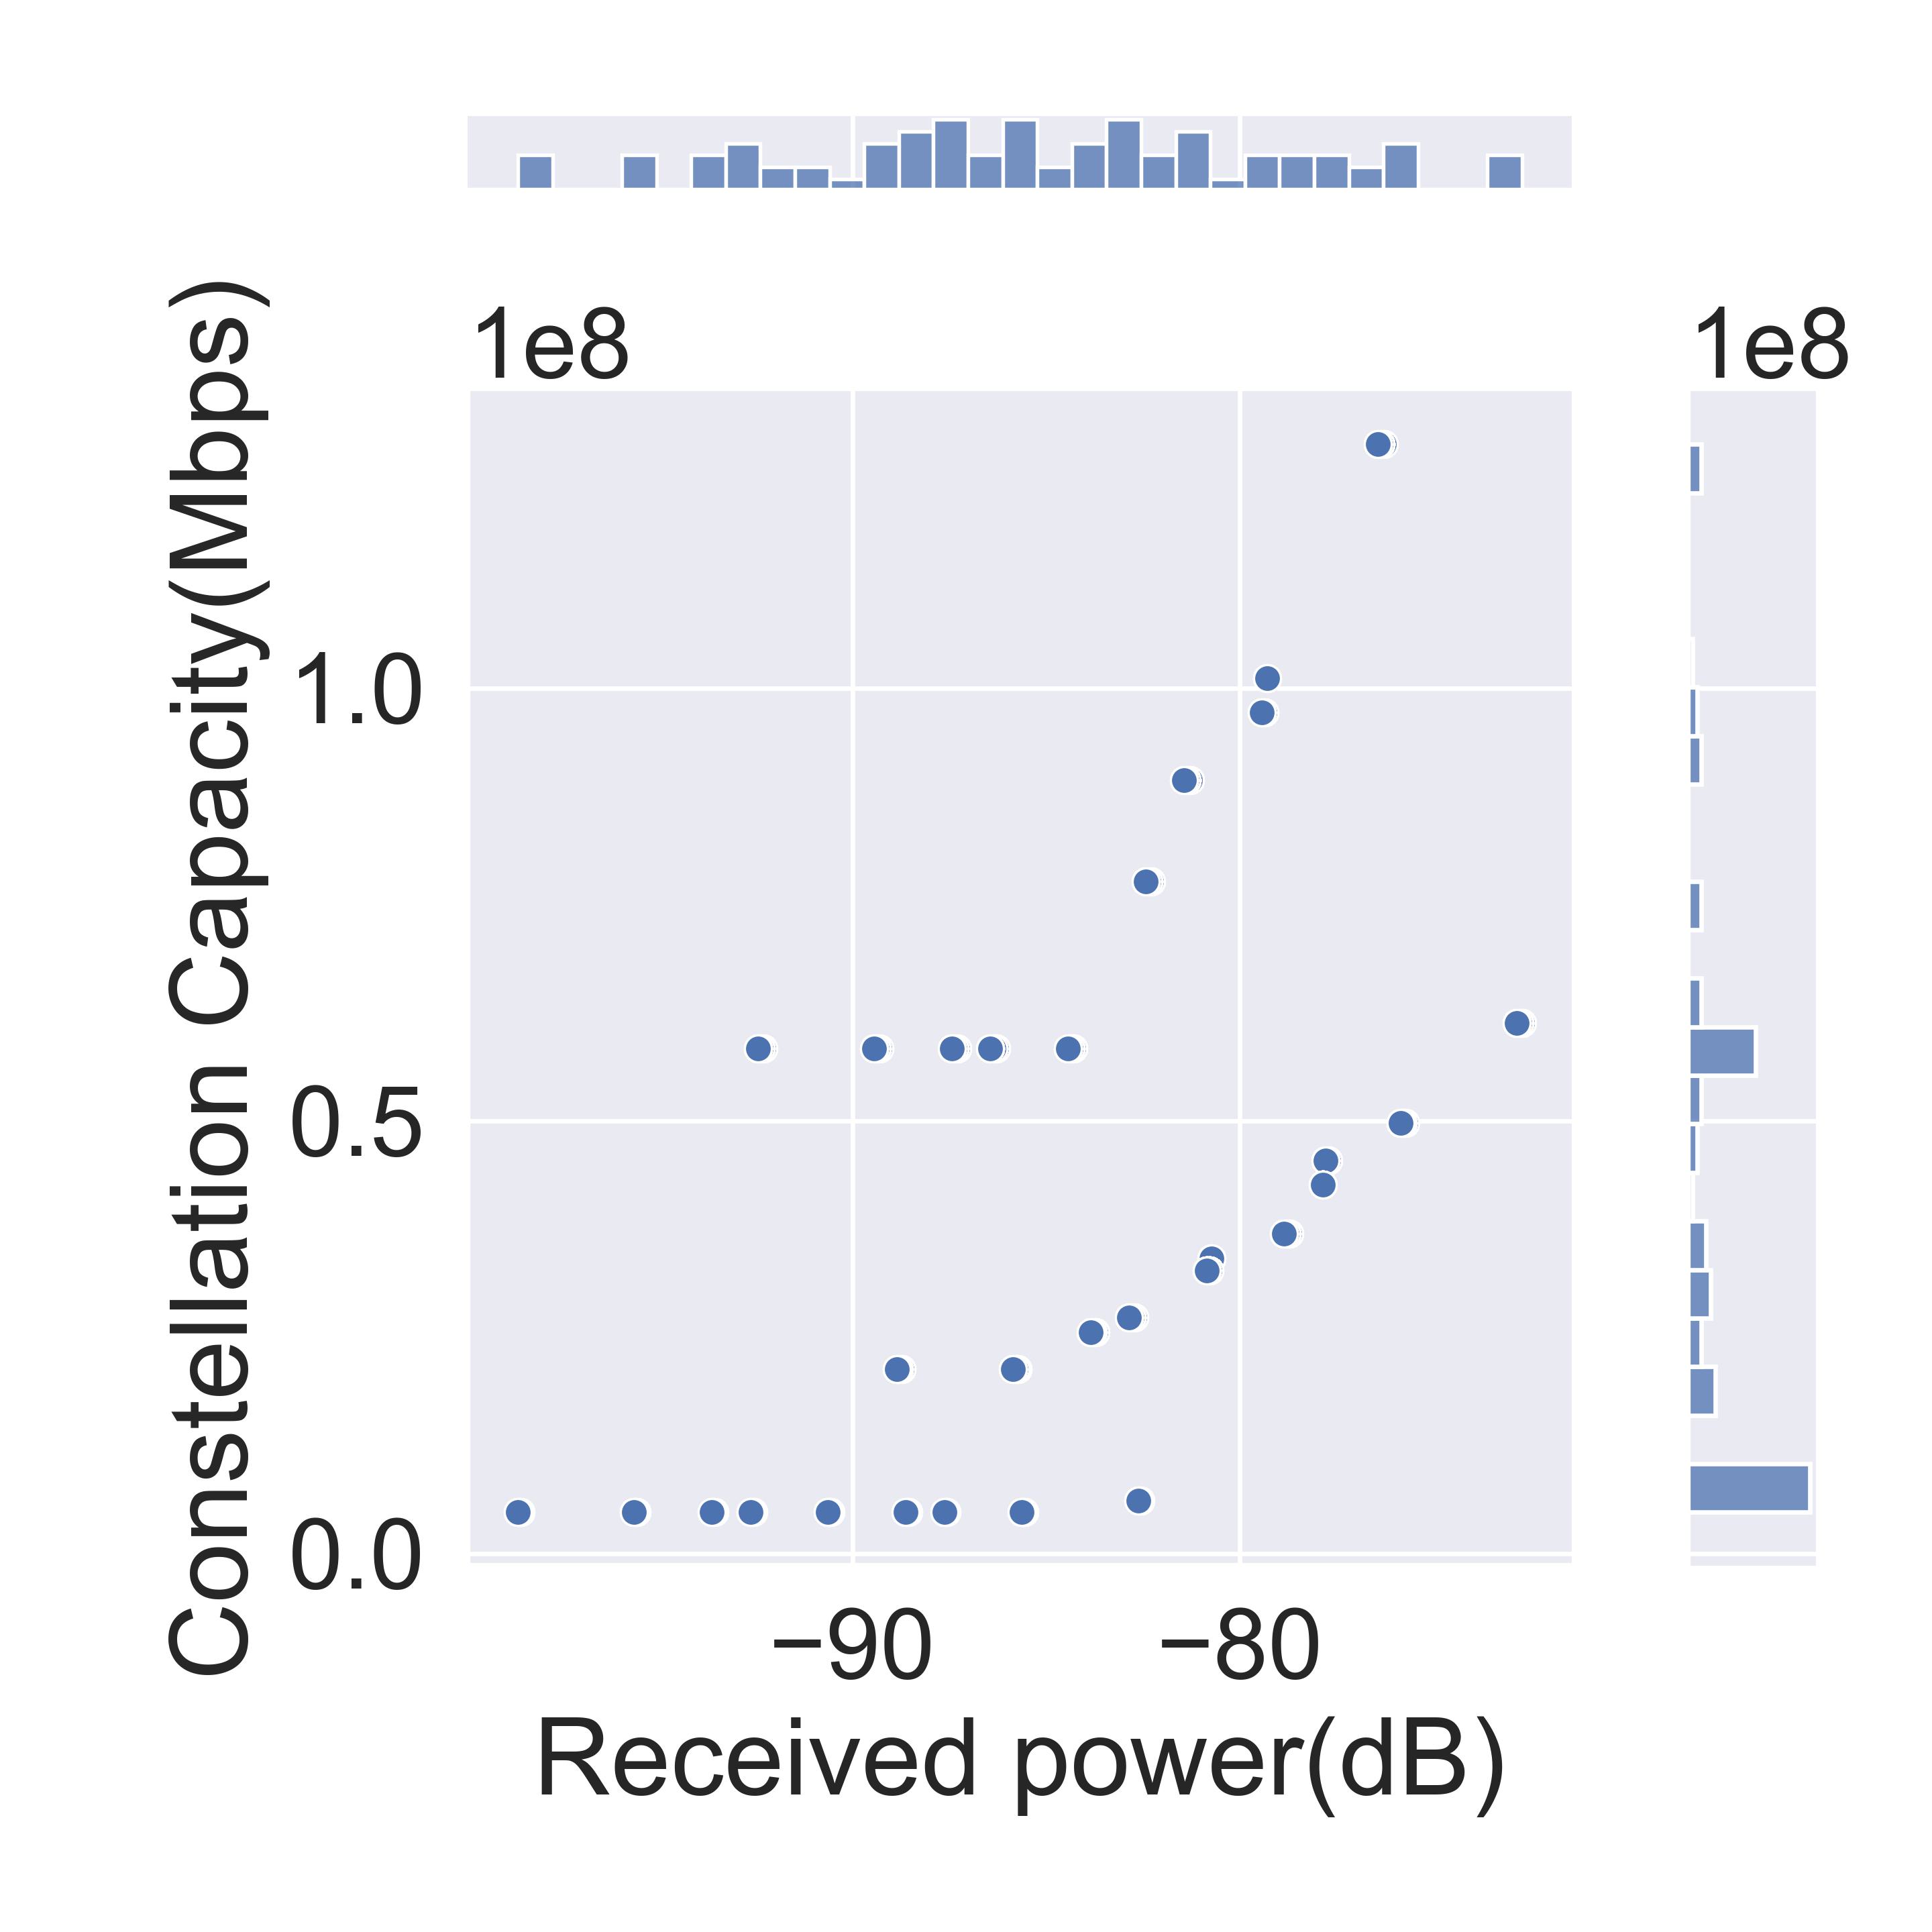 1e8
1e8
Constellation Capacity(Mbps)
1.0
0.5
0.0
−90
−80
Received power(dB)